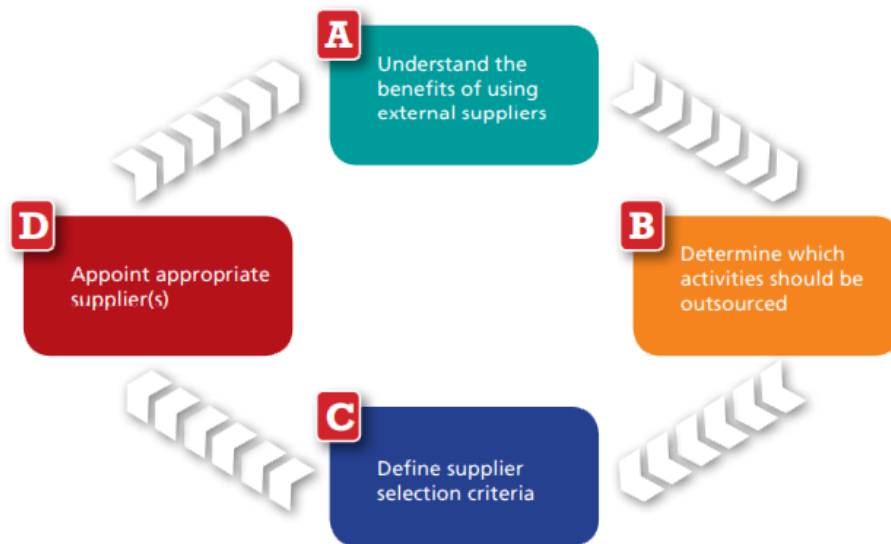 A
Understand the
benefits of using
external suppliers
B
Determine which
activities should be
outsourced
C
Define supplier
selection criteria
D
Appoint appropriate
supplier(s)